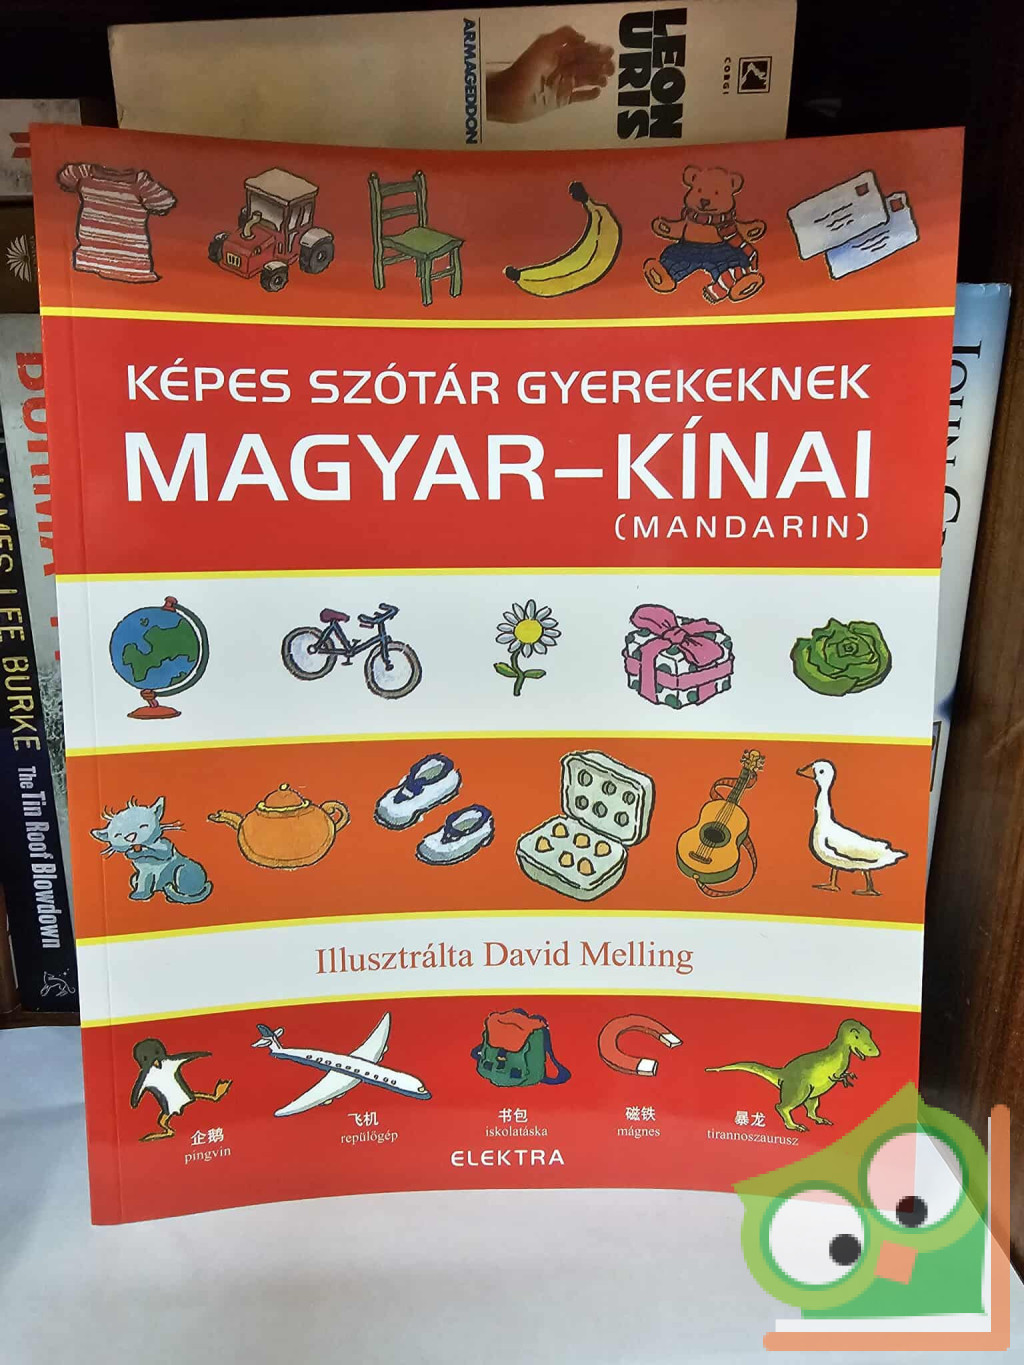 LEON
URIS
ARMAGEDDON
CORGI
KÉPES SZÓTÁR GYEREKEKNEK
MAGYAR–KÍNAI
(MANDARIN)
JAMES LEE BURKE
The Tin Roof Blowdown
Illusztrálta David Melling
企鹅
pingvin
飞机
repülőgép
书包
iskolatáska
磁铁
mágnes
暴龙
tirannoszaurusz
ELEKTRA